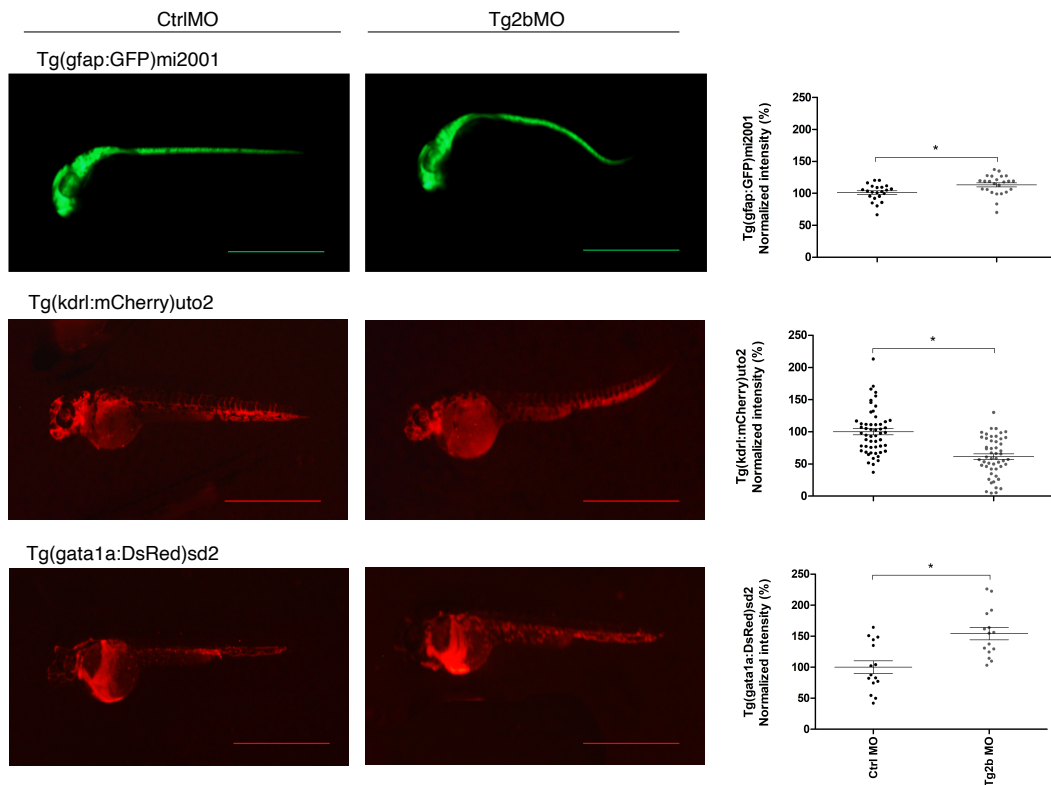 CtrlMO
Tg2bMO
Tg(gfap:GFP)mi2001
Tg(gfap:GFP)mi2001
Normalized intensity (%)
250
200
150
100
50
0
*
Tg(kdrl:mCherry)uto2
Tg(kdrl:mCherry)uto2
Normalized intensity (%)
250
200
150
100
50
0
*
Tg(gata1a:DsRed)sd2
Tg(gata1a:DsRed)sd2
Normalized intensity (%)
250
200
150
100
50
0
*
Ctrl MO
Tg2b MO